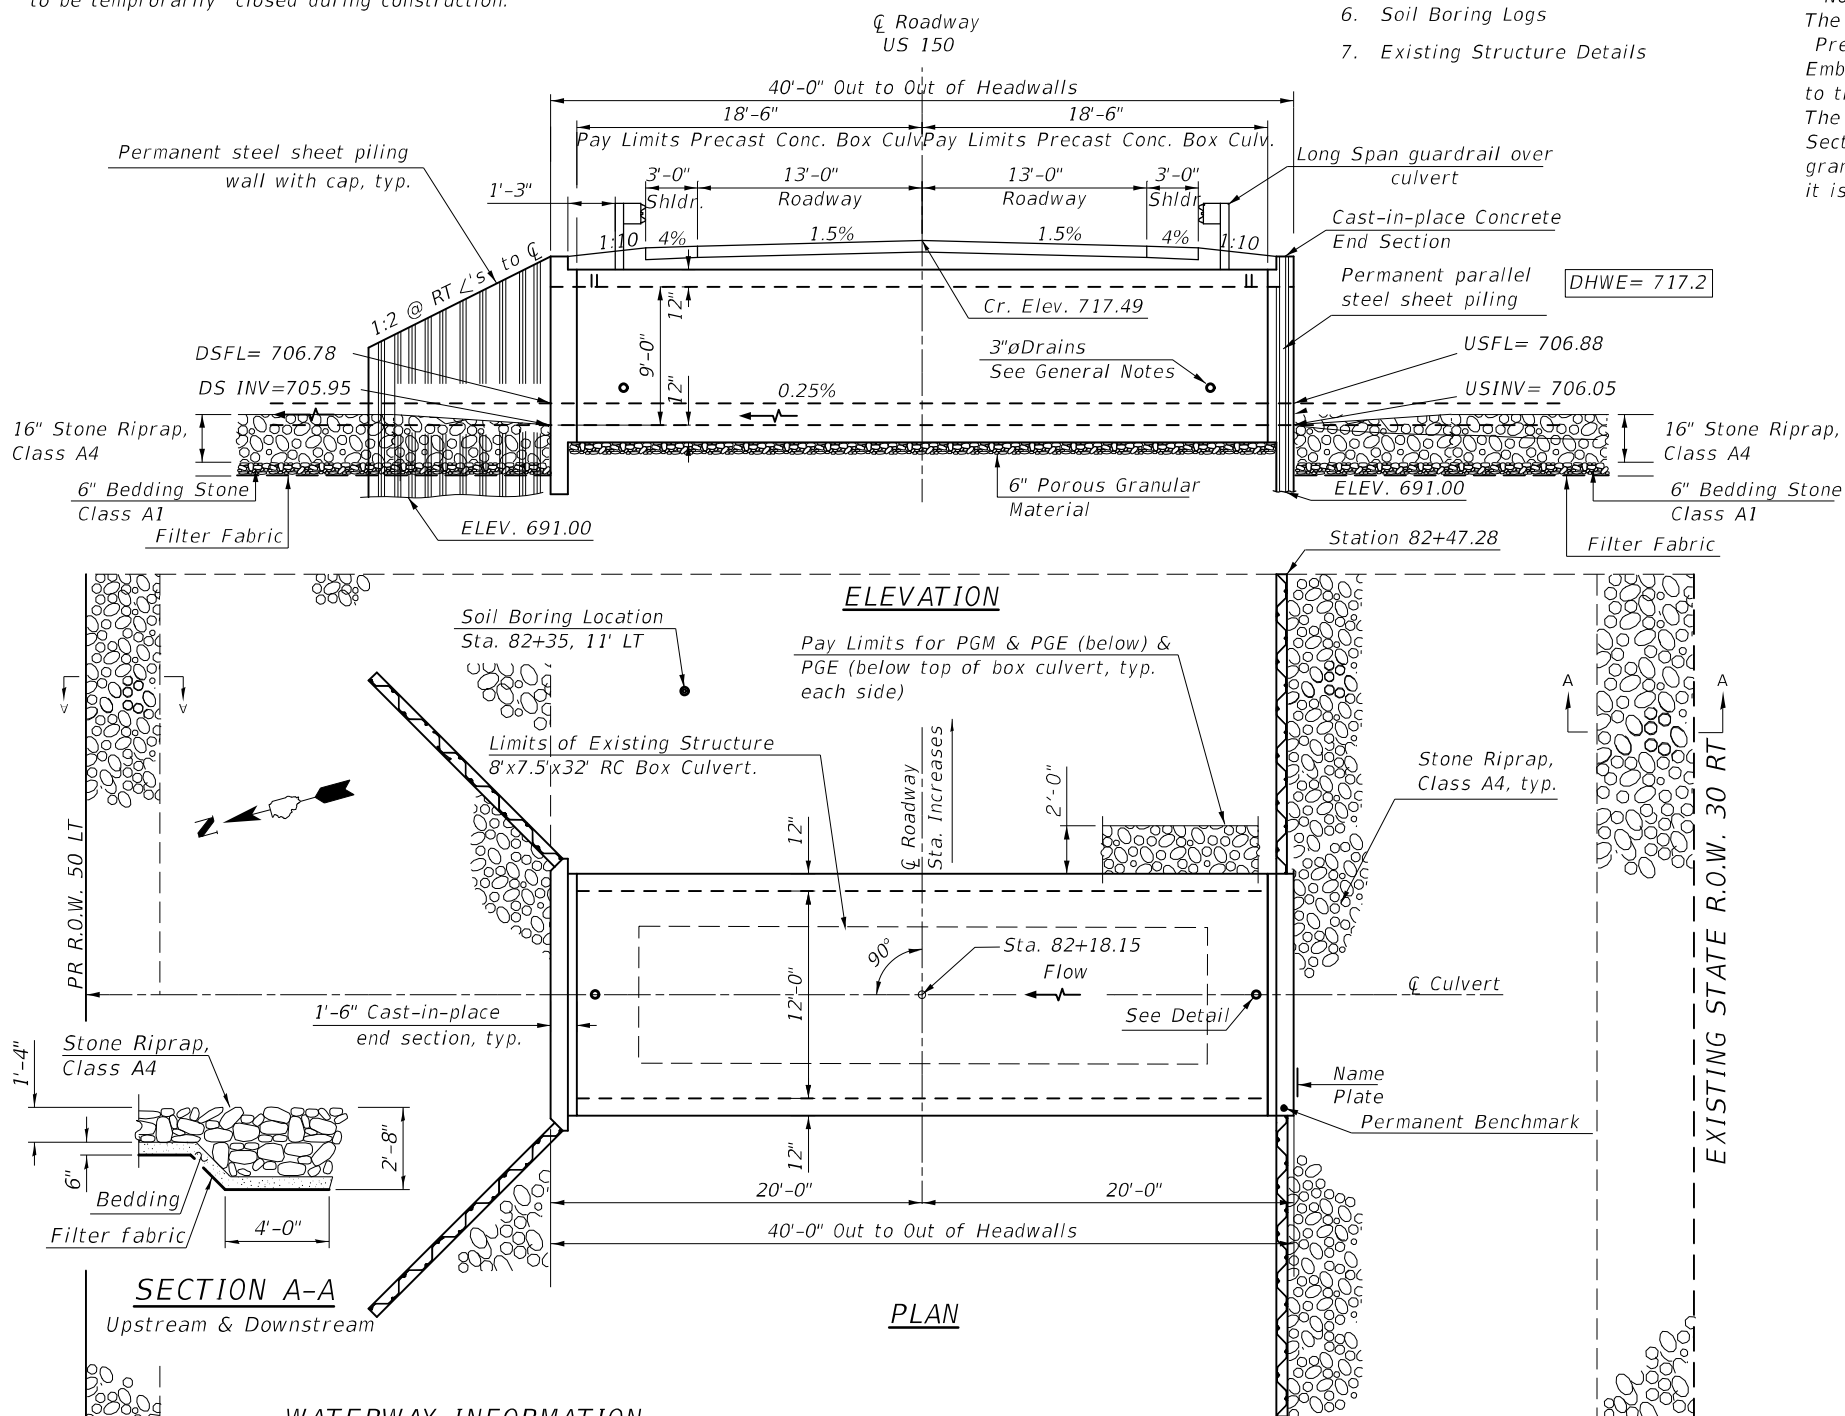 to be temporarily closed during construction.
6. Soil Boring Logs
7. Existing Structure Details
The
Pre
Emb
to th
The
Sect
gran
it is
℄ Roadway
US 150
40'-0" Out to Out of Headwalls
18'-6"
18'-6"
Pay Limits Precast Conc. Box Culv.
Pay Limits Precast Conc. Box Culv.
Permanent steel sheet piling
wall with cap, typ.
1'-3"
3'-0"
Shldr.
13'-0"
Roadway
13'-0"
Roadway
3'-0"
Shldr.
Long Span guardrail over
culvert
Cast-in-place Concrete
End Section
Permanent parallel
steel sheet piling
DHWE= 717.2
1:10
4%
1.5%
1.5%
4%
1:10
1:2 @ RT ∠'s to ℄
Cr. Elev. 717.49
12"
9'-0"
12"
3"øDrains
See General Notes
0.25%
DSFL= 706.78
DS INV=705.95
USFL= 706.88
USINV= 706.05
16" Stone Riprap,
Class A4
6" Bedding Stone
Class A1
Filter Fabric
ELEV. 691.00
6" Porous Granular
Material
ELEV. 691.00
16" Stone Riprap,
Class A4
6" Bedding Stone
Class A1
Filter Fabric
Station 82+47.28
ELEVATION
Soil Boring Location
Sta. 82+35, 11' LT
Pay Limits for PGM & PGE (below) &
PGE (below top of box culvert, typ.
each side)
A
A
A
A
Limits of Existing Structure
8'x7.5'x32' RC Box Culvert.
℄ Roadway
Sta. Increases
2'-0"
Stone Riprap,
Class A4, typ.
N
PR R.O.W. 50 LT
EXISTING STATE R.O.W. 30 RT
12"
12'-0"
12"
90°
Sta. 82+18.15
Flow
℄ Culvert
See Detail
1'-6" Cast-in-place
end section, typ.
Name
Plate
Permanent Benchmark
Stone Riprap,
Class A4
1'-4"
6"
2'-8"
Bedding
Filter fabric
4'-0"
20'-0"
20'-0"
40'-0" Out to Out of Headwalls
SECTION A-A
Upstream & Downstream
PLAN
WATERWAY INFORMATION